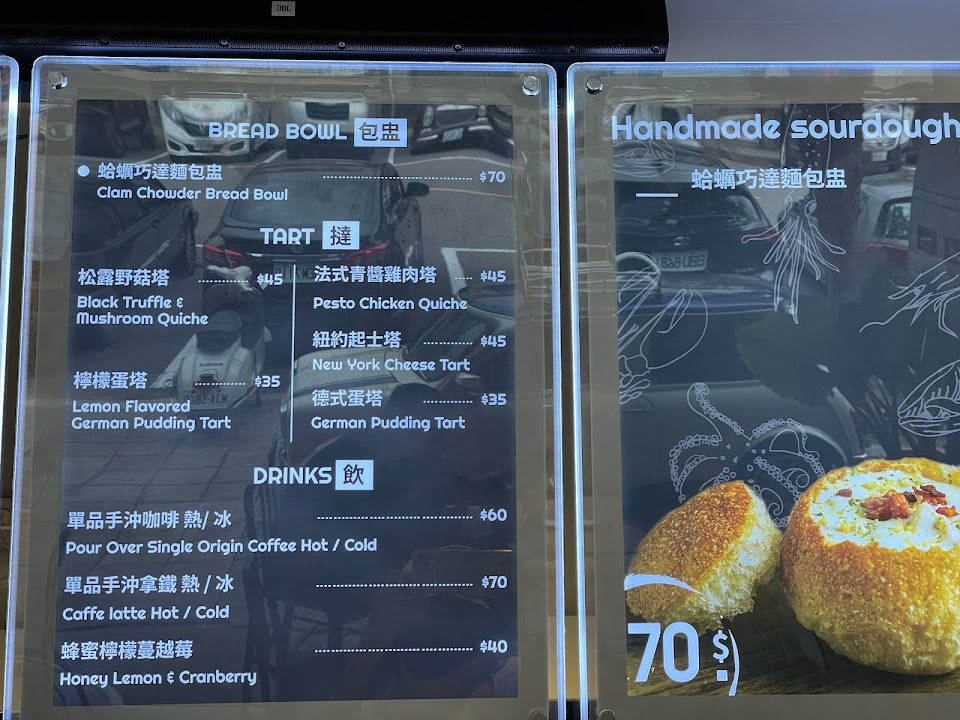 JBL
BREAD BOWL 包盅
蛤蠣巧達麵包盅 $70
Clam Chowder Bread Bowl
TART 撻
松露野菇塔 $45
Black Truffle &
Mushroom Quiche
檸檬蛋塔 $35
Lemon Flavored
German Pudding Tart
法式青醬雞肉塔 $45
Pesto Chicken Quiche
紐約起士塔 $45
New York Cheese Tart
德式蛋塔 $35
German Pudding Tart
DRINKS 飲
單品手沖咖啡 熱/ 冰 $60
Pour Over Single Origin Coffee Hot / Cold
單品手沖拿鐵 熱 / 冰 $70
Caffe latte Hot / Cold
蜂蜜檸檬蔓越莓 $40
Honey Lemon & Cranberry
Handmade sourdough
蛤蠣巧達麵包盅
70 $